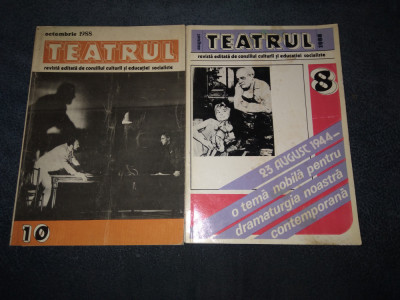 octombrie 1985
TEATRUL
revistă editată de consiliul culturii și educației socialiste
10
august
TEATRUL
revistă editată de consiliul culturii și educației socialiste
8
23 AUGUST 1944 –
o temă nobilă pentru
dramaturgia noastră
contemporană